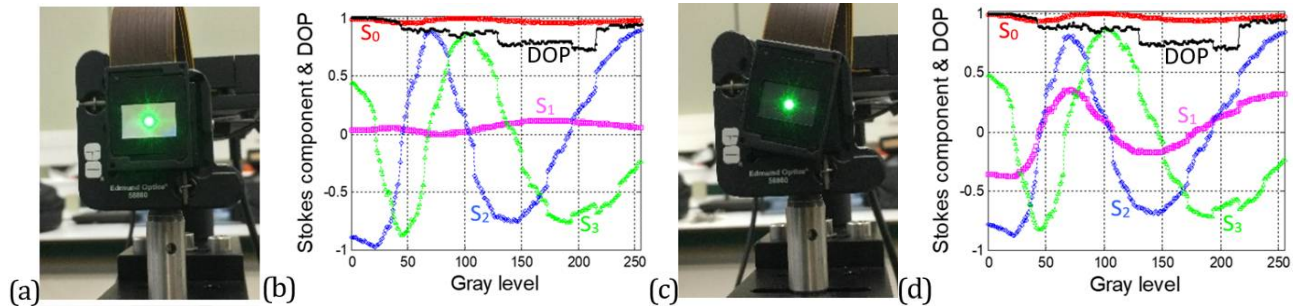 (a)
Edmund Optics®
58860
(b)
Stokes component & DOP
1
0.5
0
-0.5
-1
S0
DOP
S1
S2
S3
0 50 100 150 200 250
Gray level
(c)
Edmund Optics®
58860
(d)
Stokes component & DOP
1
0.5
0
-0.5
-1
S0
DOP
S1
S2
S3
0 50 100 150 200 250
Gray level